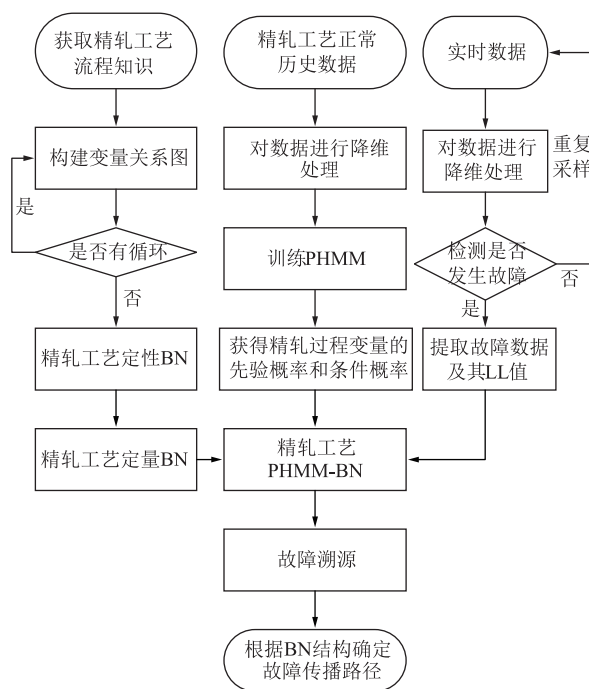 获取精轧工艺
流程知识
构建变量关系图
是
是否有循环
否
精轧工艺定性BN
精轧工艺定量BN
精轧工艺正常
历史数据
对数据进行降维
处理
训练PHMM
获得精轧过程变量的
先验概率和条件概率
精轧工艺
PHMM-BN
故障溯源
根据BN结构确定
故障传播路径
实时数据
对数据进行
降维处理
重复
采样
检测是否
发生故障
否
是
提取故障数据
及其LL值